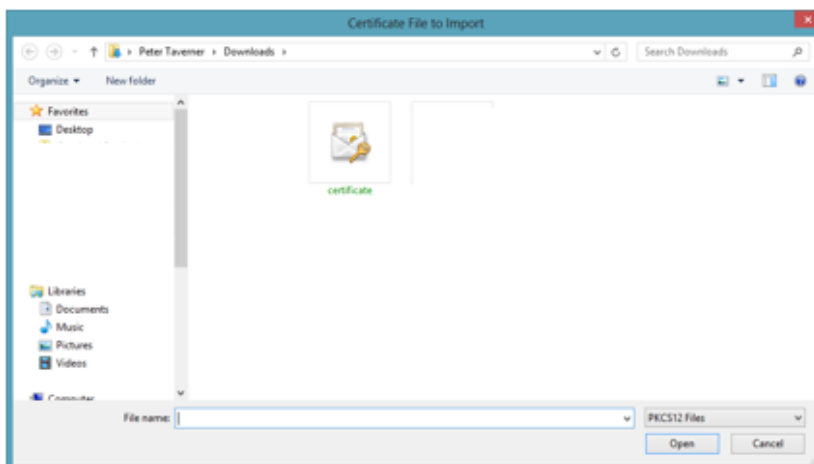 Certificate File to Import
Peter Taverner Downloads
Search Downloads
Organize New folder
Favorites
Desktop
certificate
Libraries
Documents
Music
Pictures
Videos
Computer
File name:
PKCS12 Files
Open Cancel